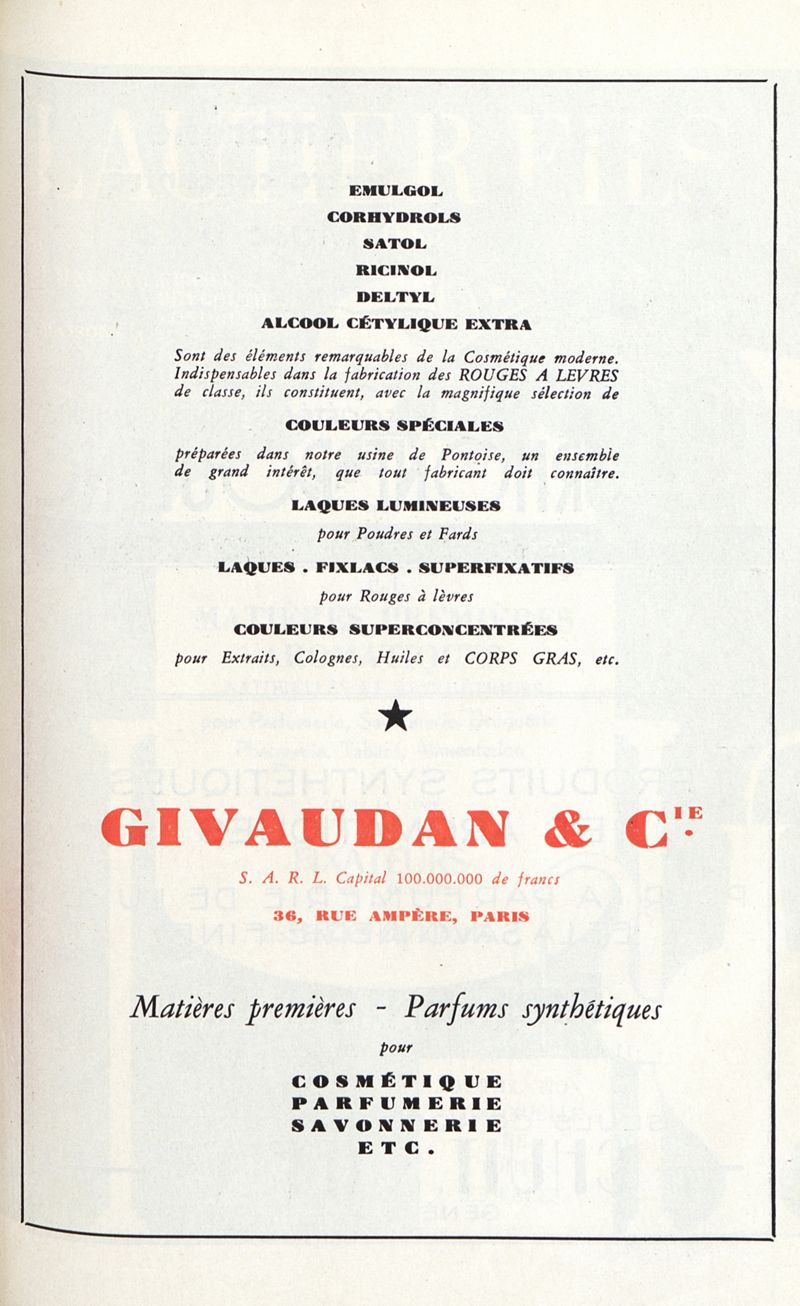 EMULGOL
CORHYDROLS
SATOL
RICINOL
DELTYL
ALCOOL CÉTYLIQUE EXTRA
Sont des éléments remarquables de la Cosmétique moderne.
Indispensables dans la fabrication des ROUGES A LEVRES
de classe, ils constituent, avec la magnifique sélection de
COULEURS SPÉCIALES
préparées dans notre usine de Pontoise, un ensemble
de grand intérêt, que tout fabricant doit connaître.
LAQUES LUMINEUSES
pour Poudres et Fards
LAQUES . FIXLACS . SUPERFIXATIFS
pour Rouges à lèvres
COULEURS SUPERCONCENTRÉES
pour Extraits, Colognes, Huiles et CORPS GRAS, etc.
GIVAUDAN & CIE.
S. A. R. L. Capital 100.000.000 de francs
36, RUE AMPÈRE, PARIS
Matières premières - Parfums synthétiques
pour
COSMÉTIQUE
PARFUMERIE
SAVONNERIE
ETC.